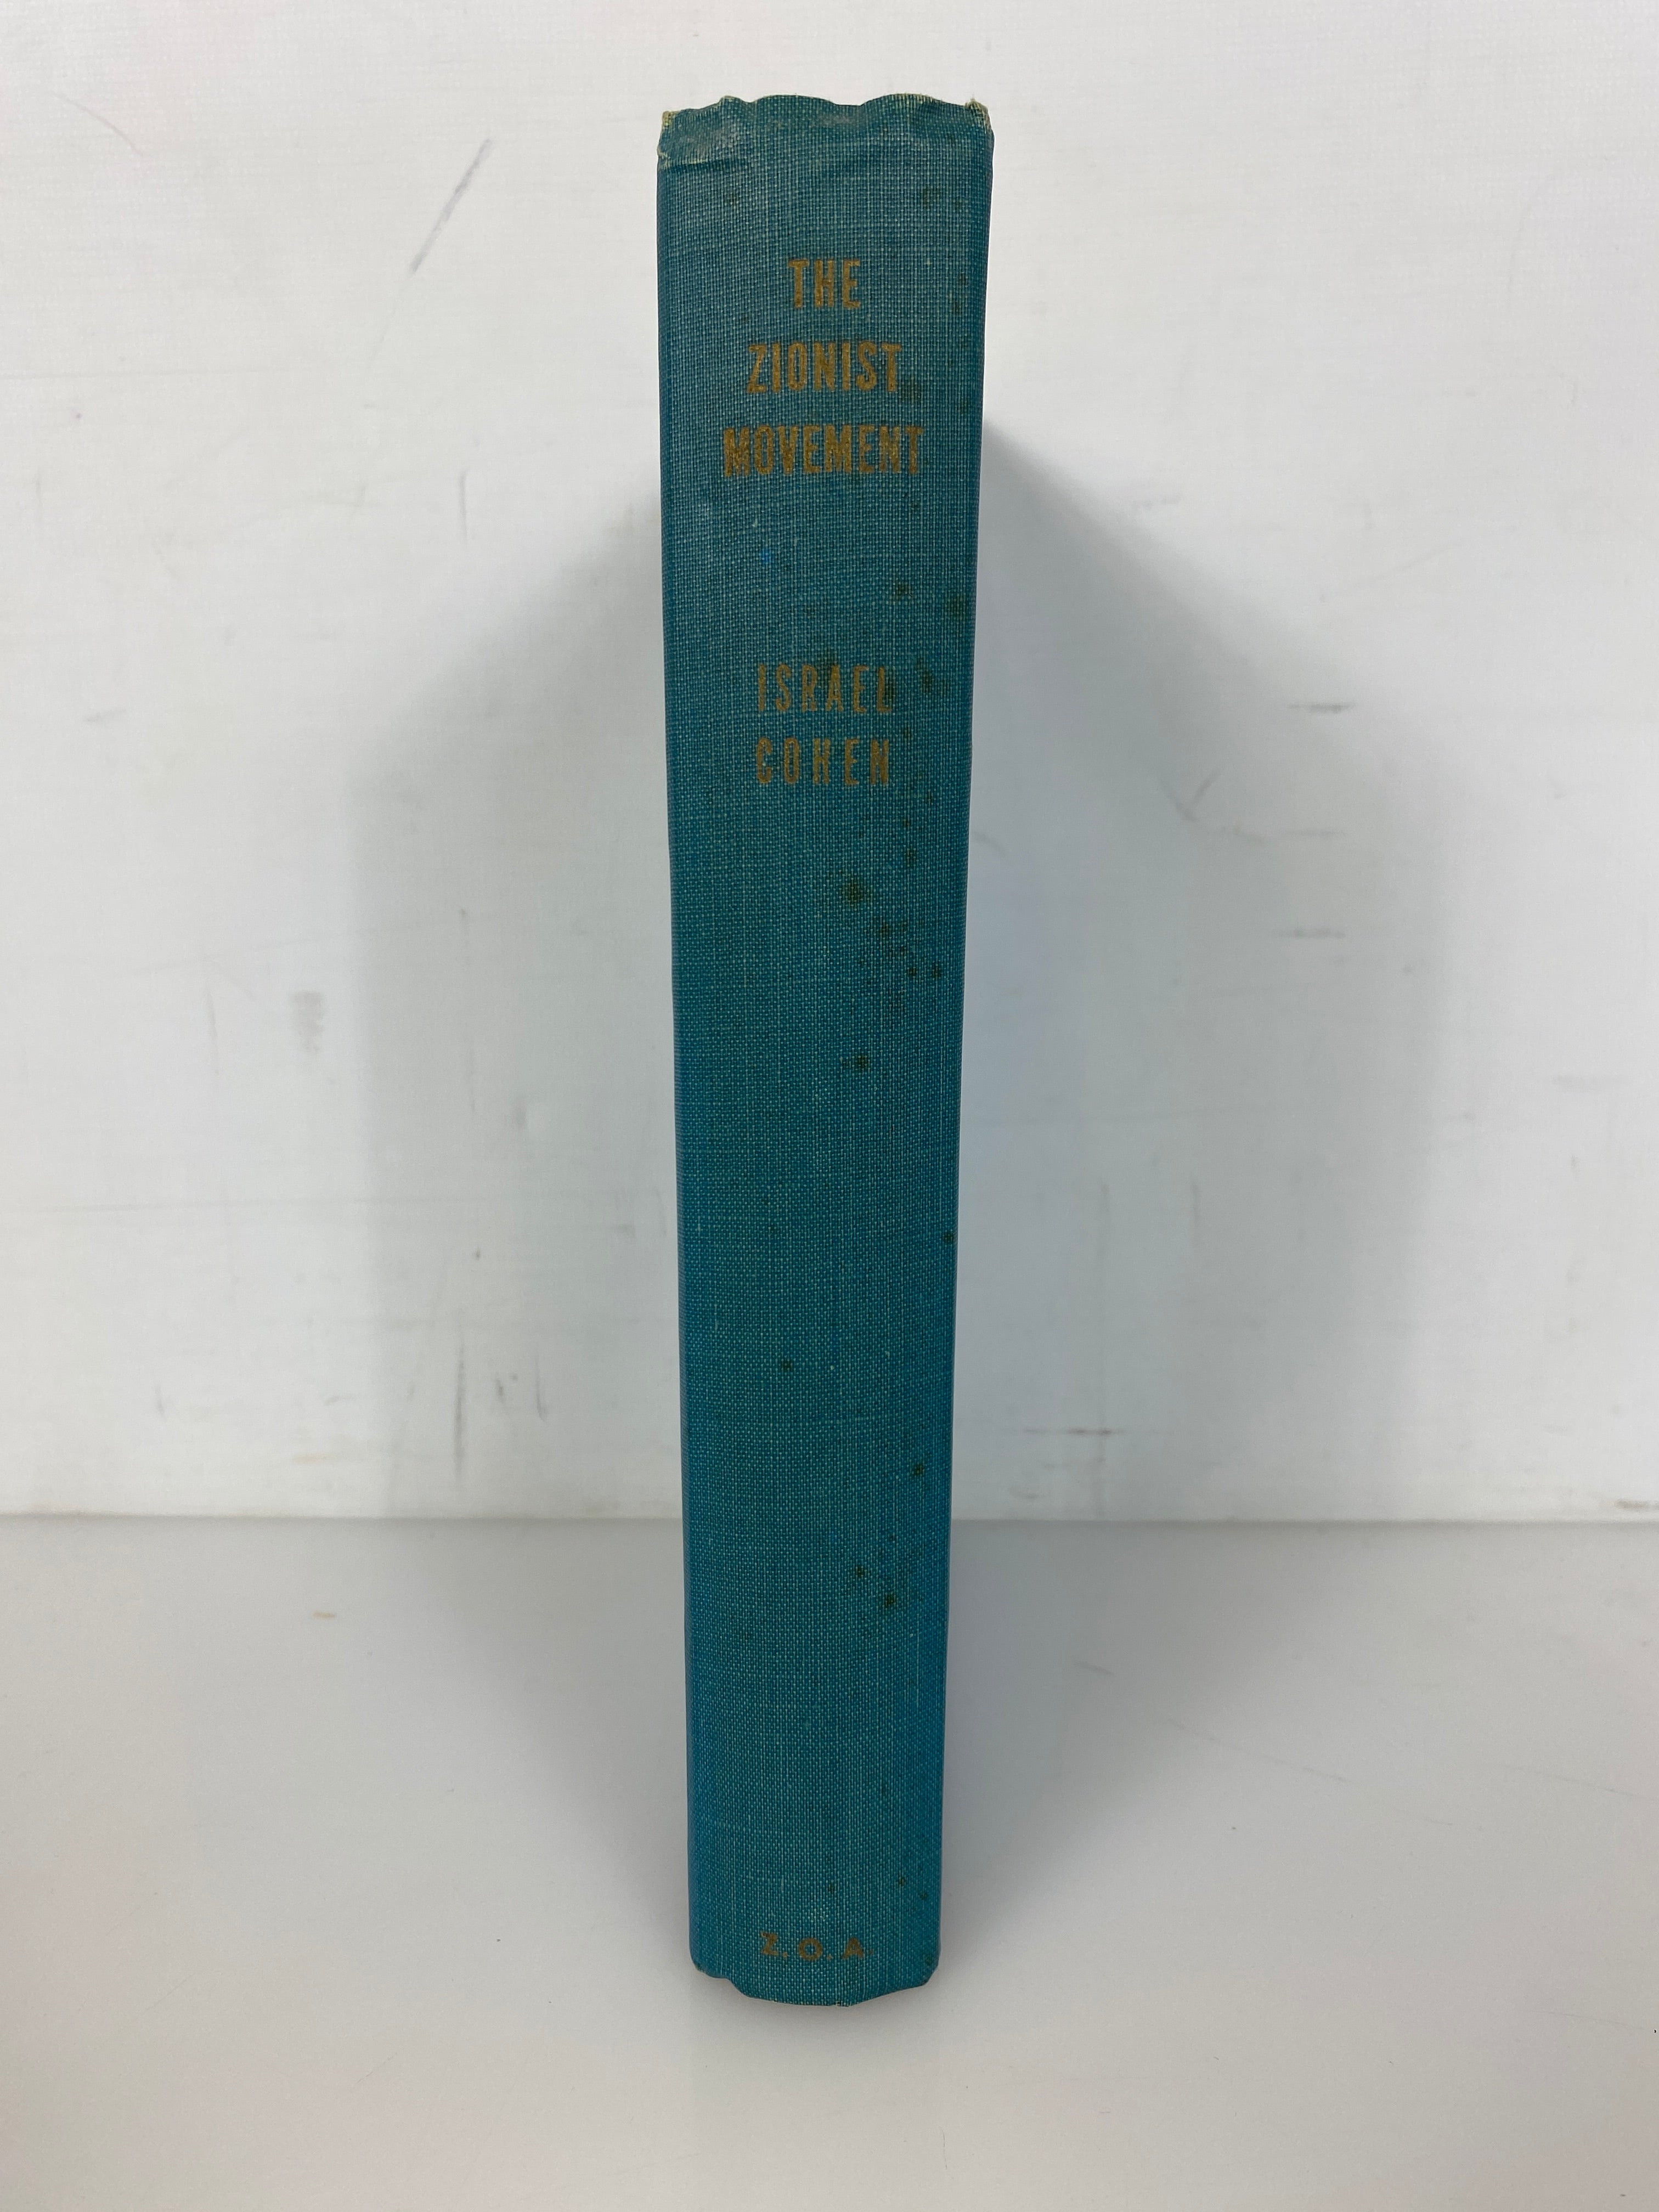 THE
ZIONIST
MOVEMENT
ISRAEL
COHEN
Z.O.A.